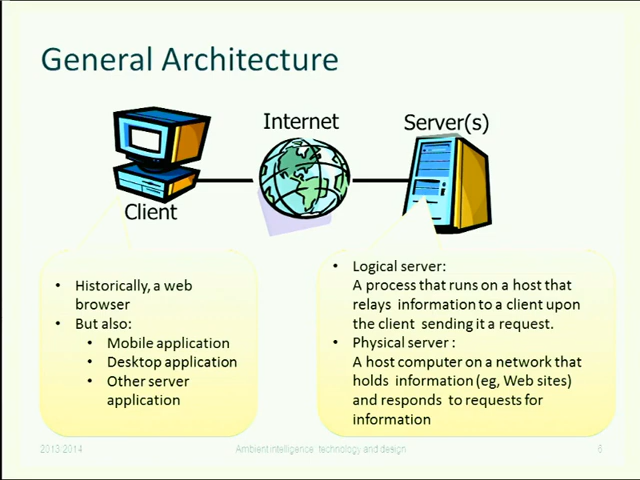 General Architecture
Internet
Server(s)
Client
• Historically, a web
browser
• But also:
• Mobile application
• Desktop application
• Other server
application
• Logical server:
A process that runs on a host that
relays information to a client upon
the client sending it a request.
• Physical server :
A host computer on a network that
holds information (eg, Web sites)
and responds to requests for
information
2013 2014
Ambient intelligence: technology and design
6